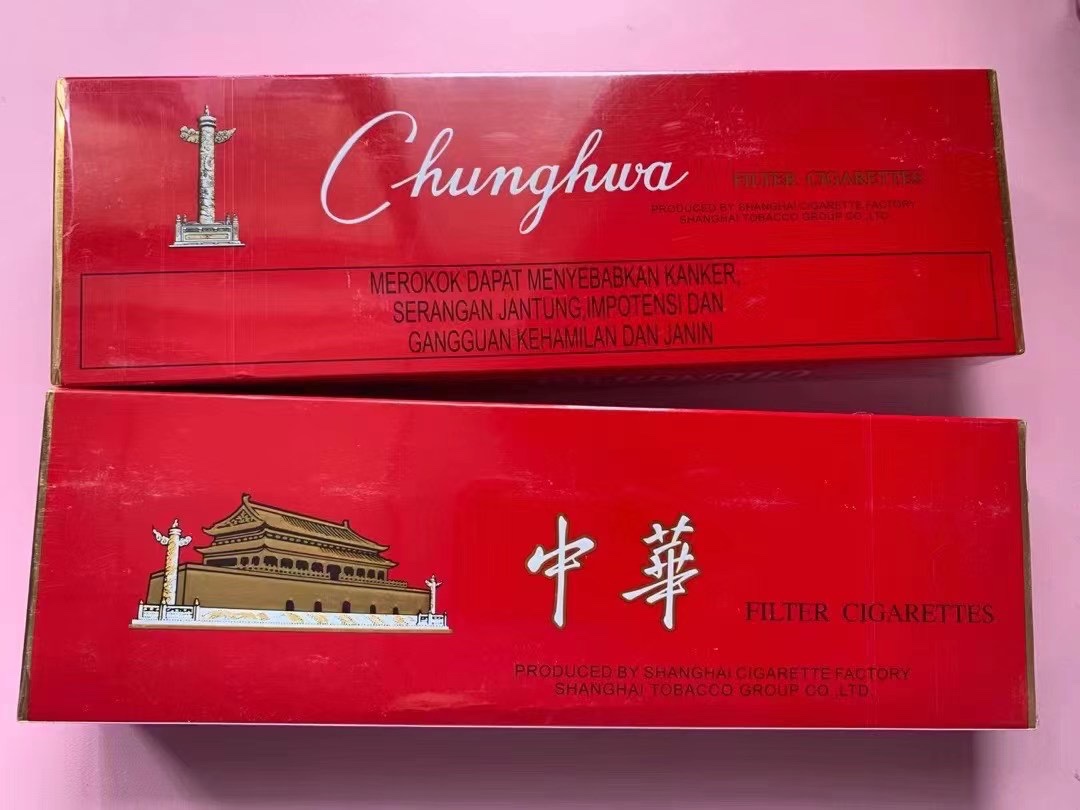 Chunghwa
FILTER CIGARETTES
PRODUCED BY SHANGHAI CIGARETTE FACTORY
SHANGHAI TOBACCO GROUP CO.,LTD.
MEROKOK DAPAT MENYEBABKAN KANKER,
SERANGAN JANTUNG,IMPOTENSI DAN
GANGGUAN KEHAMILAN DAN JANIN
中華
FILTER CIGARETTES
PRODUCED BY SHANGHAI CIGARETTE FACTORY
SHANGHAI TOBACCO GROUP CO.,LTD.